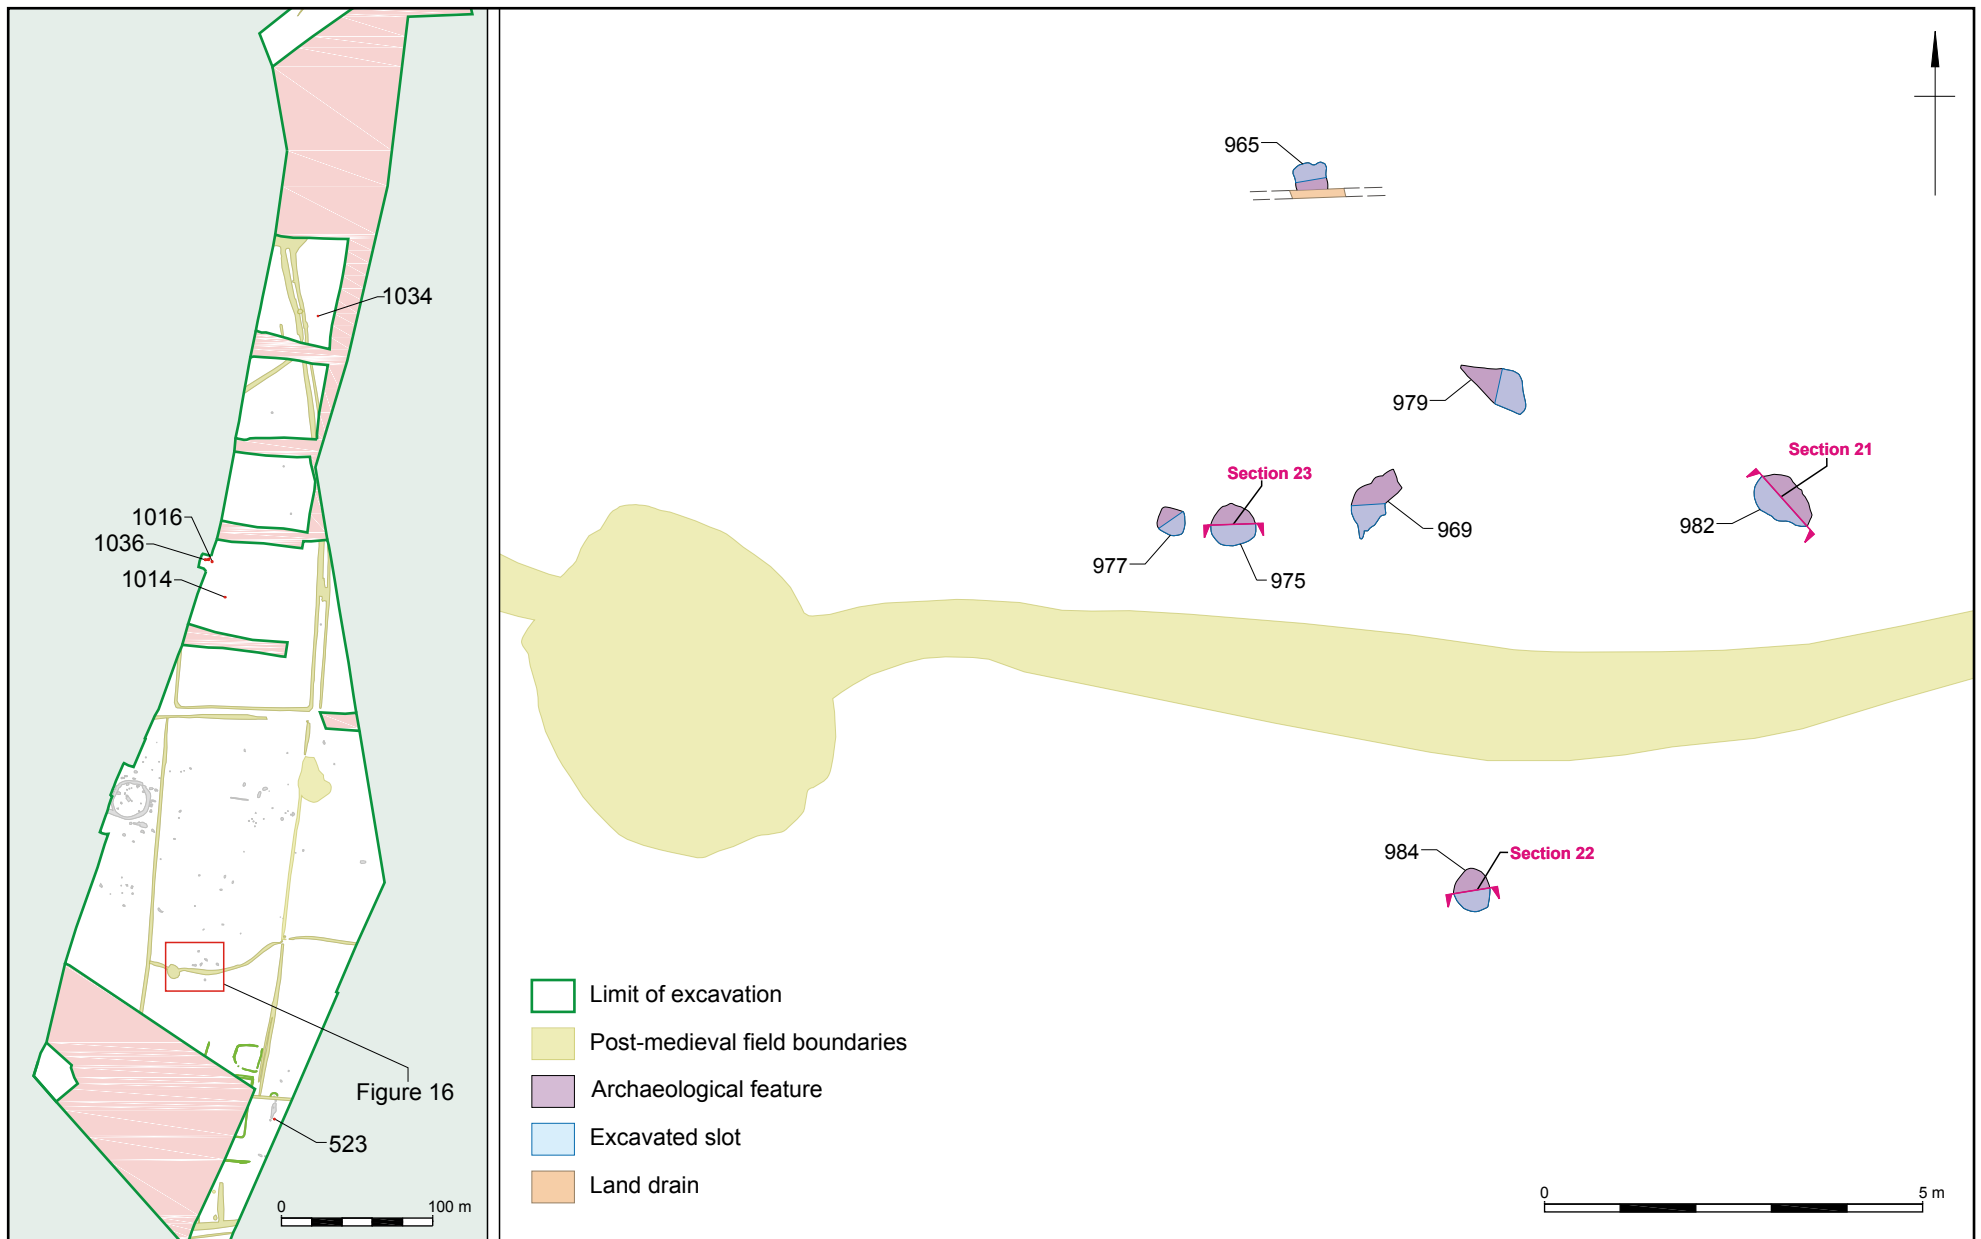 1034
1016
1036
1014
Figure 16
523
0 100 m
965
979
Section 21
Section 23
982
969
977
975
984
Section 22
Limit of excavation
Post-medieval field boundaries
Archaeological feature
Excavated slot
Land drain
0 5 m